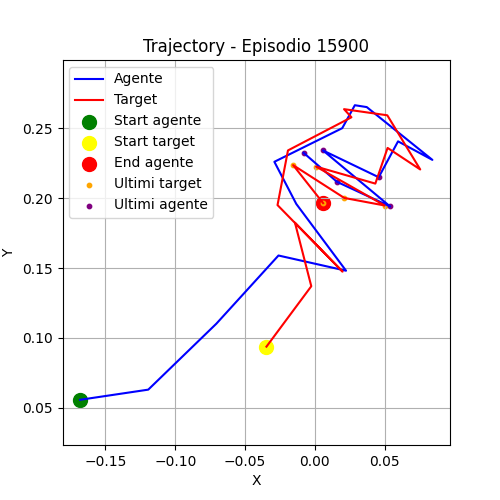 Trajectory - Episodio 15900
Agente
Target
Start agente
Start target
End agente
Ultimi target
Ultimi agente
Y
0.25
0.20
0.15
0.10
0.05
−0.15
−0.10
−0.05
0.00
0.05
X